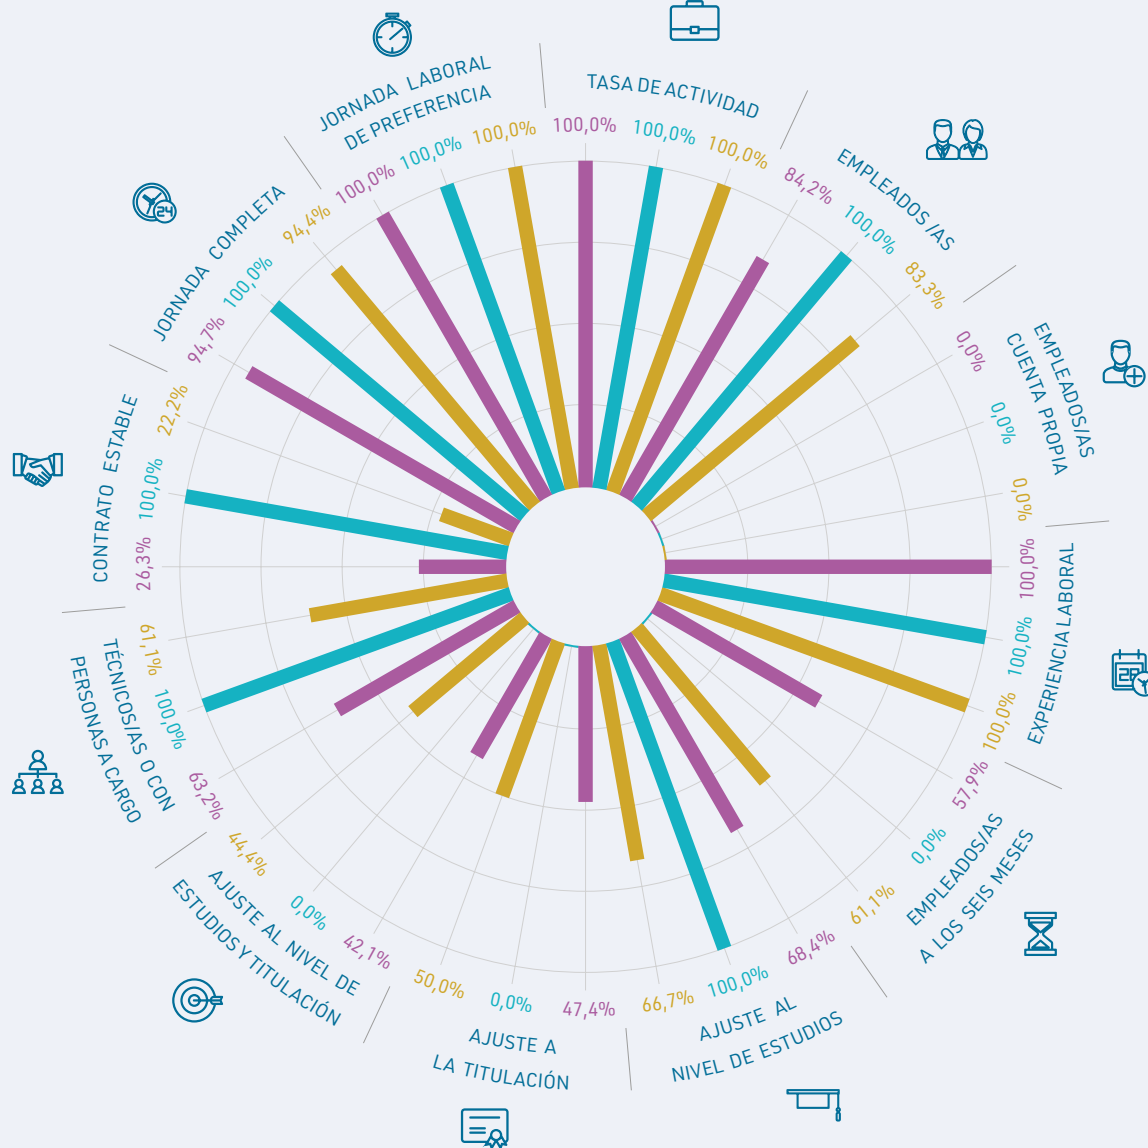 TASA DE ACTIVIDAD
100,0%
100,0%
100,0%
EMPLEADOS/AS
84,2%
100,0%
83,3%
EMPLEADOS/AS
CUENTA PROPIA
0,0%
0,0%
0,0%
EXPERIENCIA LABORAL
100,0%
100,0%
100,0%
EMPLEADOS/AS
A LOS SEIS MESES
57,9%
0,0%
61,1%
AJUSTE AL
NIVEL DE ESTUDIOS
68,4%
100,0%
66,7%
AJUSTE A
LA TITULACIÓN
47,4%
0,0%
50,0%
AJUSTE AL NIVEL DE
ESTUDIOS Y TITULACIÓN
42,1%
0,0%
44,4%
TÉCNICOS/AS O CON
PERSONAS A CARGO
63,2%
100,0%
61,1%
CONTRATO ESTABLE
26,3%
100,0%
22,2%
JORNADA COMPLETA
94,7%
100,0%
94,4%
24
JORNADA LABORAL
DE PREFERENCIA
100,0%
100,0%
100,0%